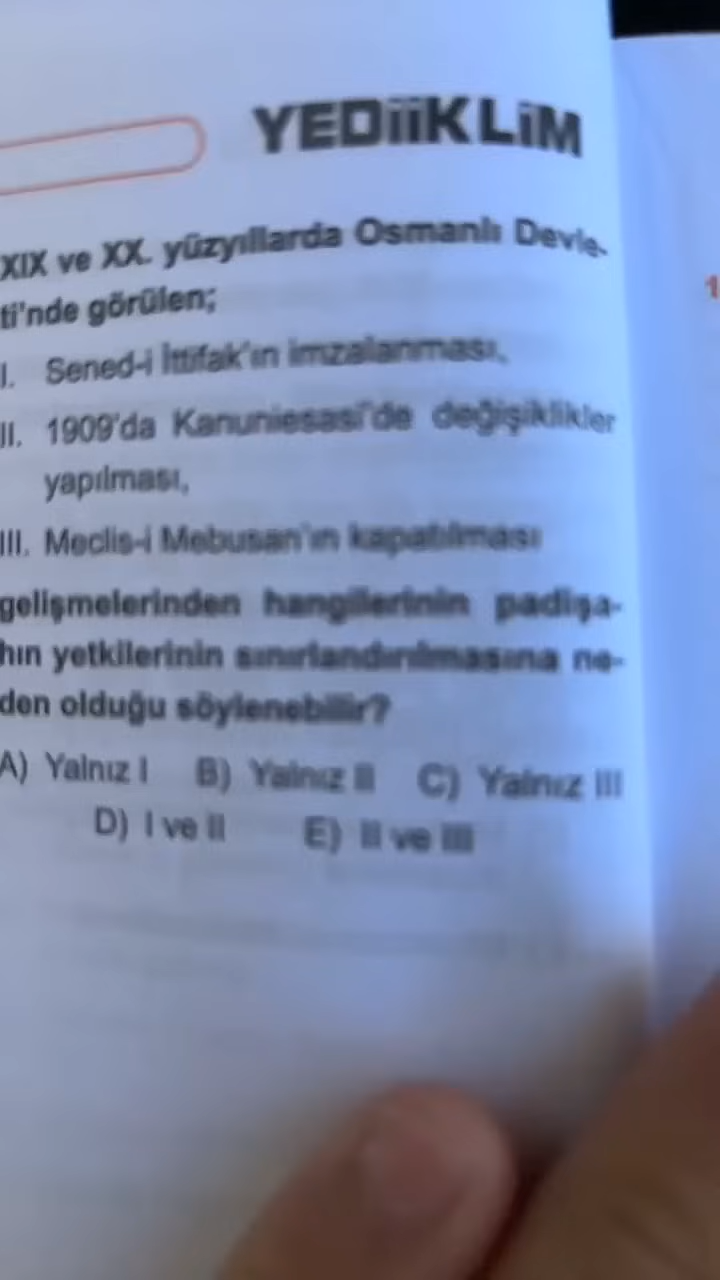 YEDiiKLiM
XIX ve XX. yüzyıllarda Osmanlı Devle-
ti'nde görülen;
I. Sened-i İttifak'ın imzalanması,
II. 1909'da Kanuniesasi'de değişiklikler
yapılması,
III. Meclis-i Mebusan'ın kapatılması
gelişmelerinden hangilerinin padişa-
hın yetkilerinin sınırlandırılmasına ne-
den olduğu söylenebilir?
A) Yalnız I B) Yalnız II C) Yalnız III
D) I ve II E) II ve III
1